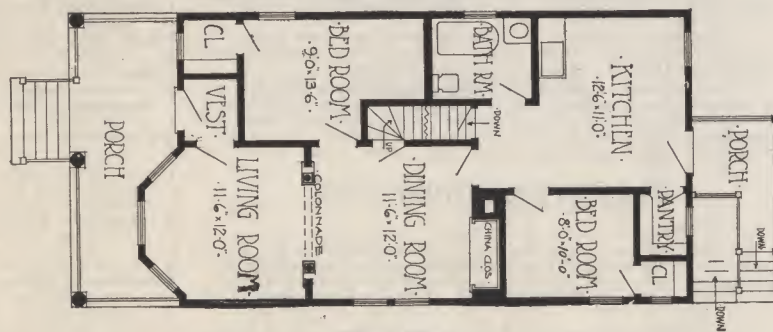 PORCH
CL
VEST.
LIVING ROOM
11'-6"x12'-0"
COLONNADE
·BED ROOM·
9'-0"x13'-6"
UP
DOWN
·DINING ROOM·
11'-6"x12'-0"
CHINA CLOS.
·BATH RM·
·KITCHEN·
12'-6"x11'-0"
·BED ROOM·
8'-0"x10'-0"
·PANTRY·
CL
·PORCH·
DOWN
DOWN